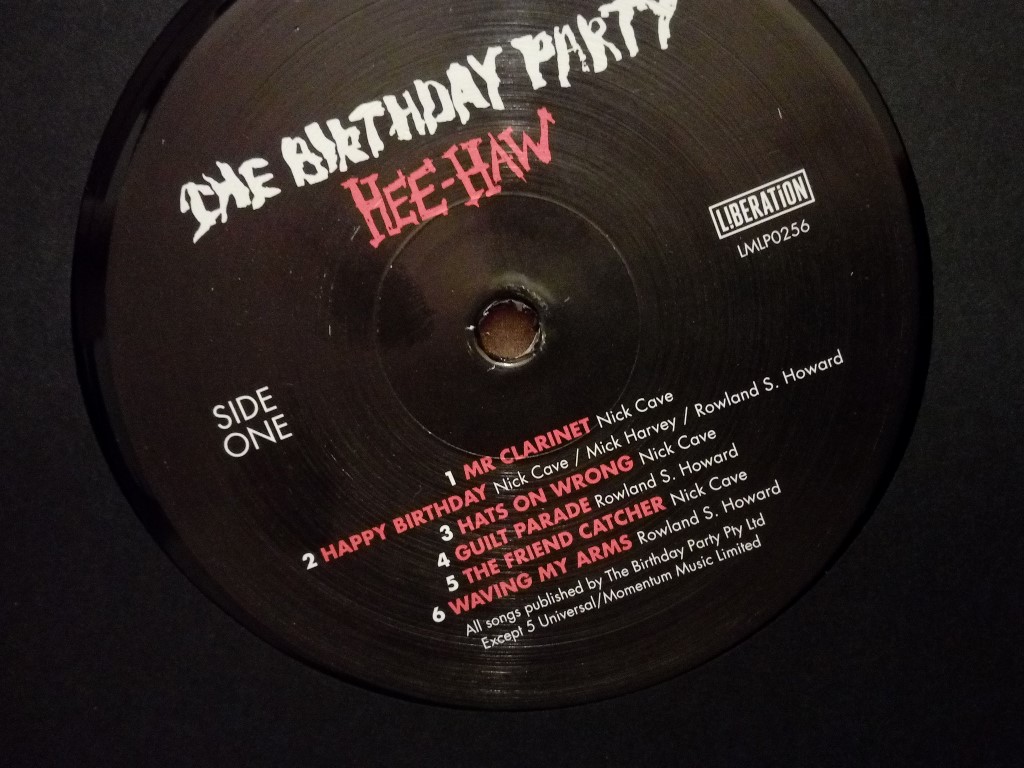 THE BIRTHDAY PARTY
HEE-HAW
L!BERATiON
LMLP0256
SIDE
ONE
1 MR CLARINET Nick Cave
2 HAPPY BIRTHDAY Nick Cave / Mick Harvey / Rowland S. Howard
3 HATS ON WRONG Nick Cave
4 GUILT PARADE Rowland S. Howard
5 THE FRIEND CATCHER Nick Cave
6 WAVING MY ARMS Rowland S. Howard
All songs published by The Birthday Party Pty Ltd
Except 5 Universal/Momentum Music Limited